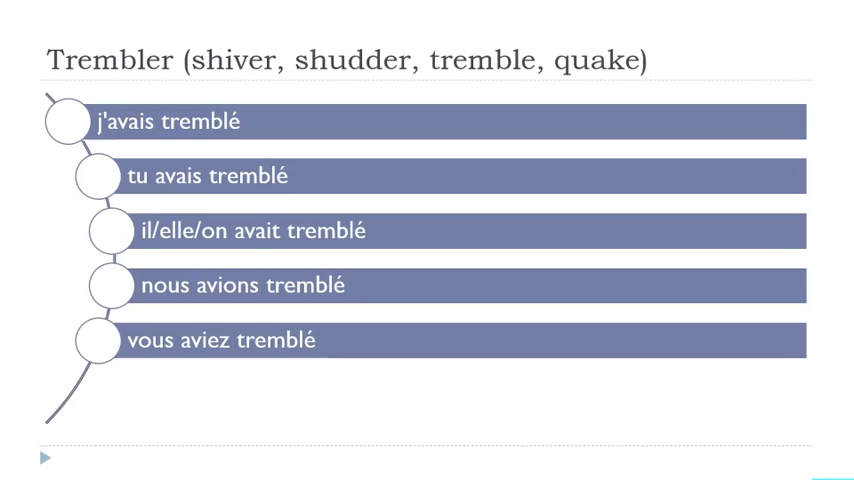 Trembler (shiver, shudder, tremble, quake)
j'avais tremblé
tu avais tremblé
il/elle/on avait tremblé
nous avions tremblé
vous aviez tremblé